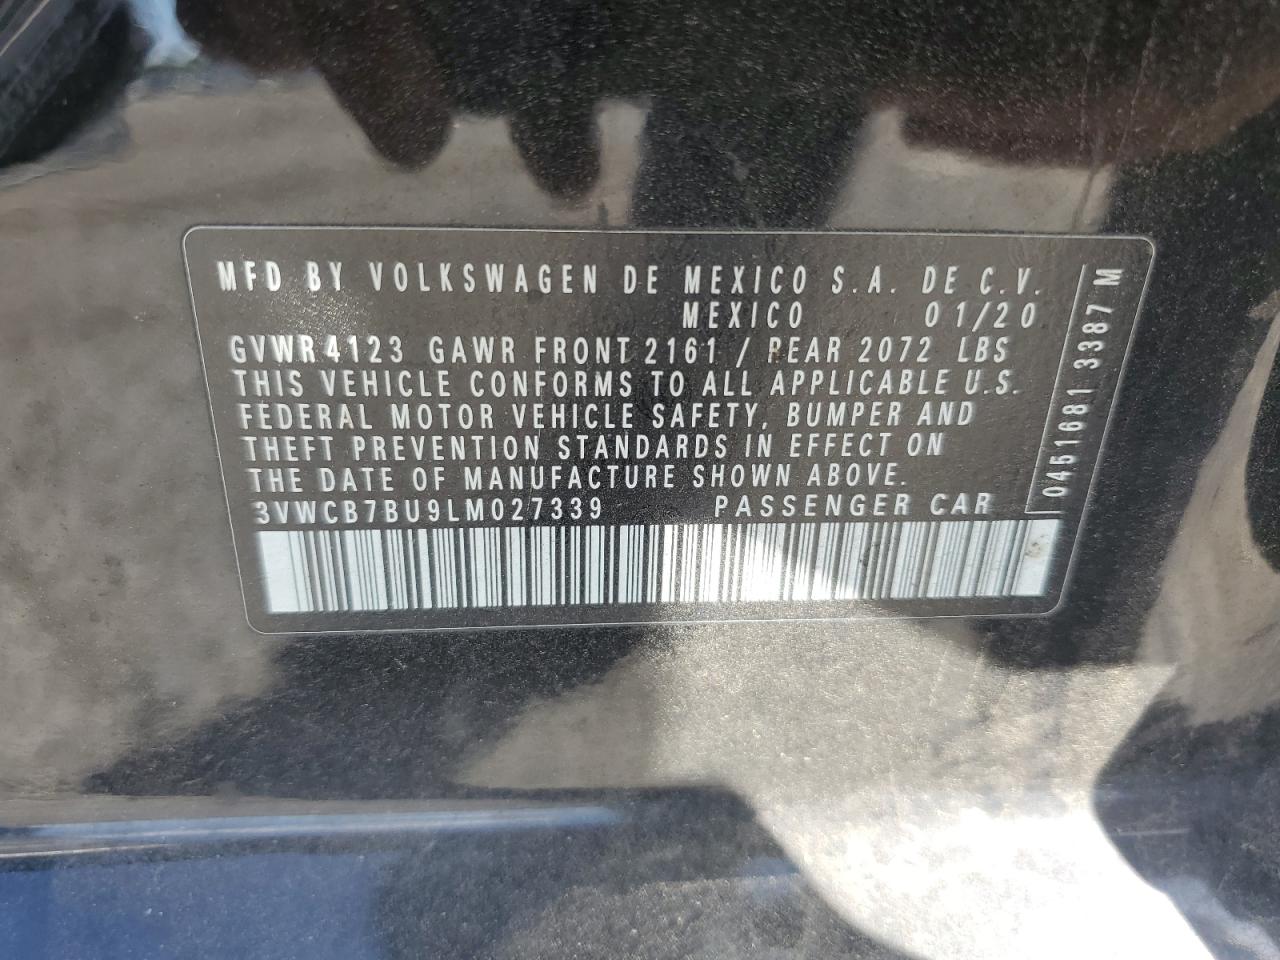 MFD BY VOLKSWAGEN DE MEXICO S.A. DE C.V.
MEXICO 01/20
GVWR 4123 GAWR FRONT 2161 / REAR 2072 LBS
THIS VEHICLE CONFORMS TO ALL APPLICABLE U.S.
FEDERAL MOTOR VEHICLE SAFETY, BUMPER AND
THEFT PREVENTION STANDARDS IN EFFECT ON
THE DATE OF MANUFACTURE SHOWN ABOVE.
3VWCB7BU9LM027339 PASSENGER CAR
0451681 3387 M